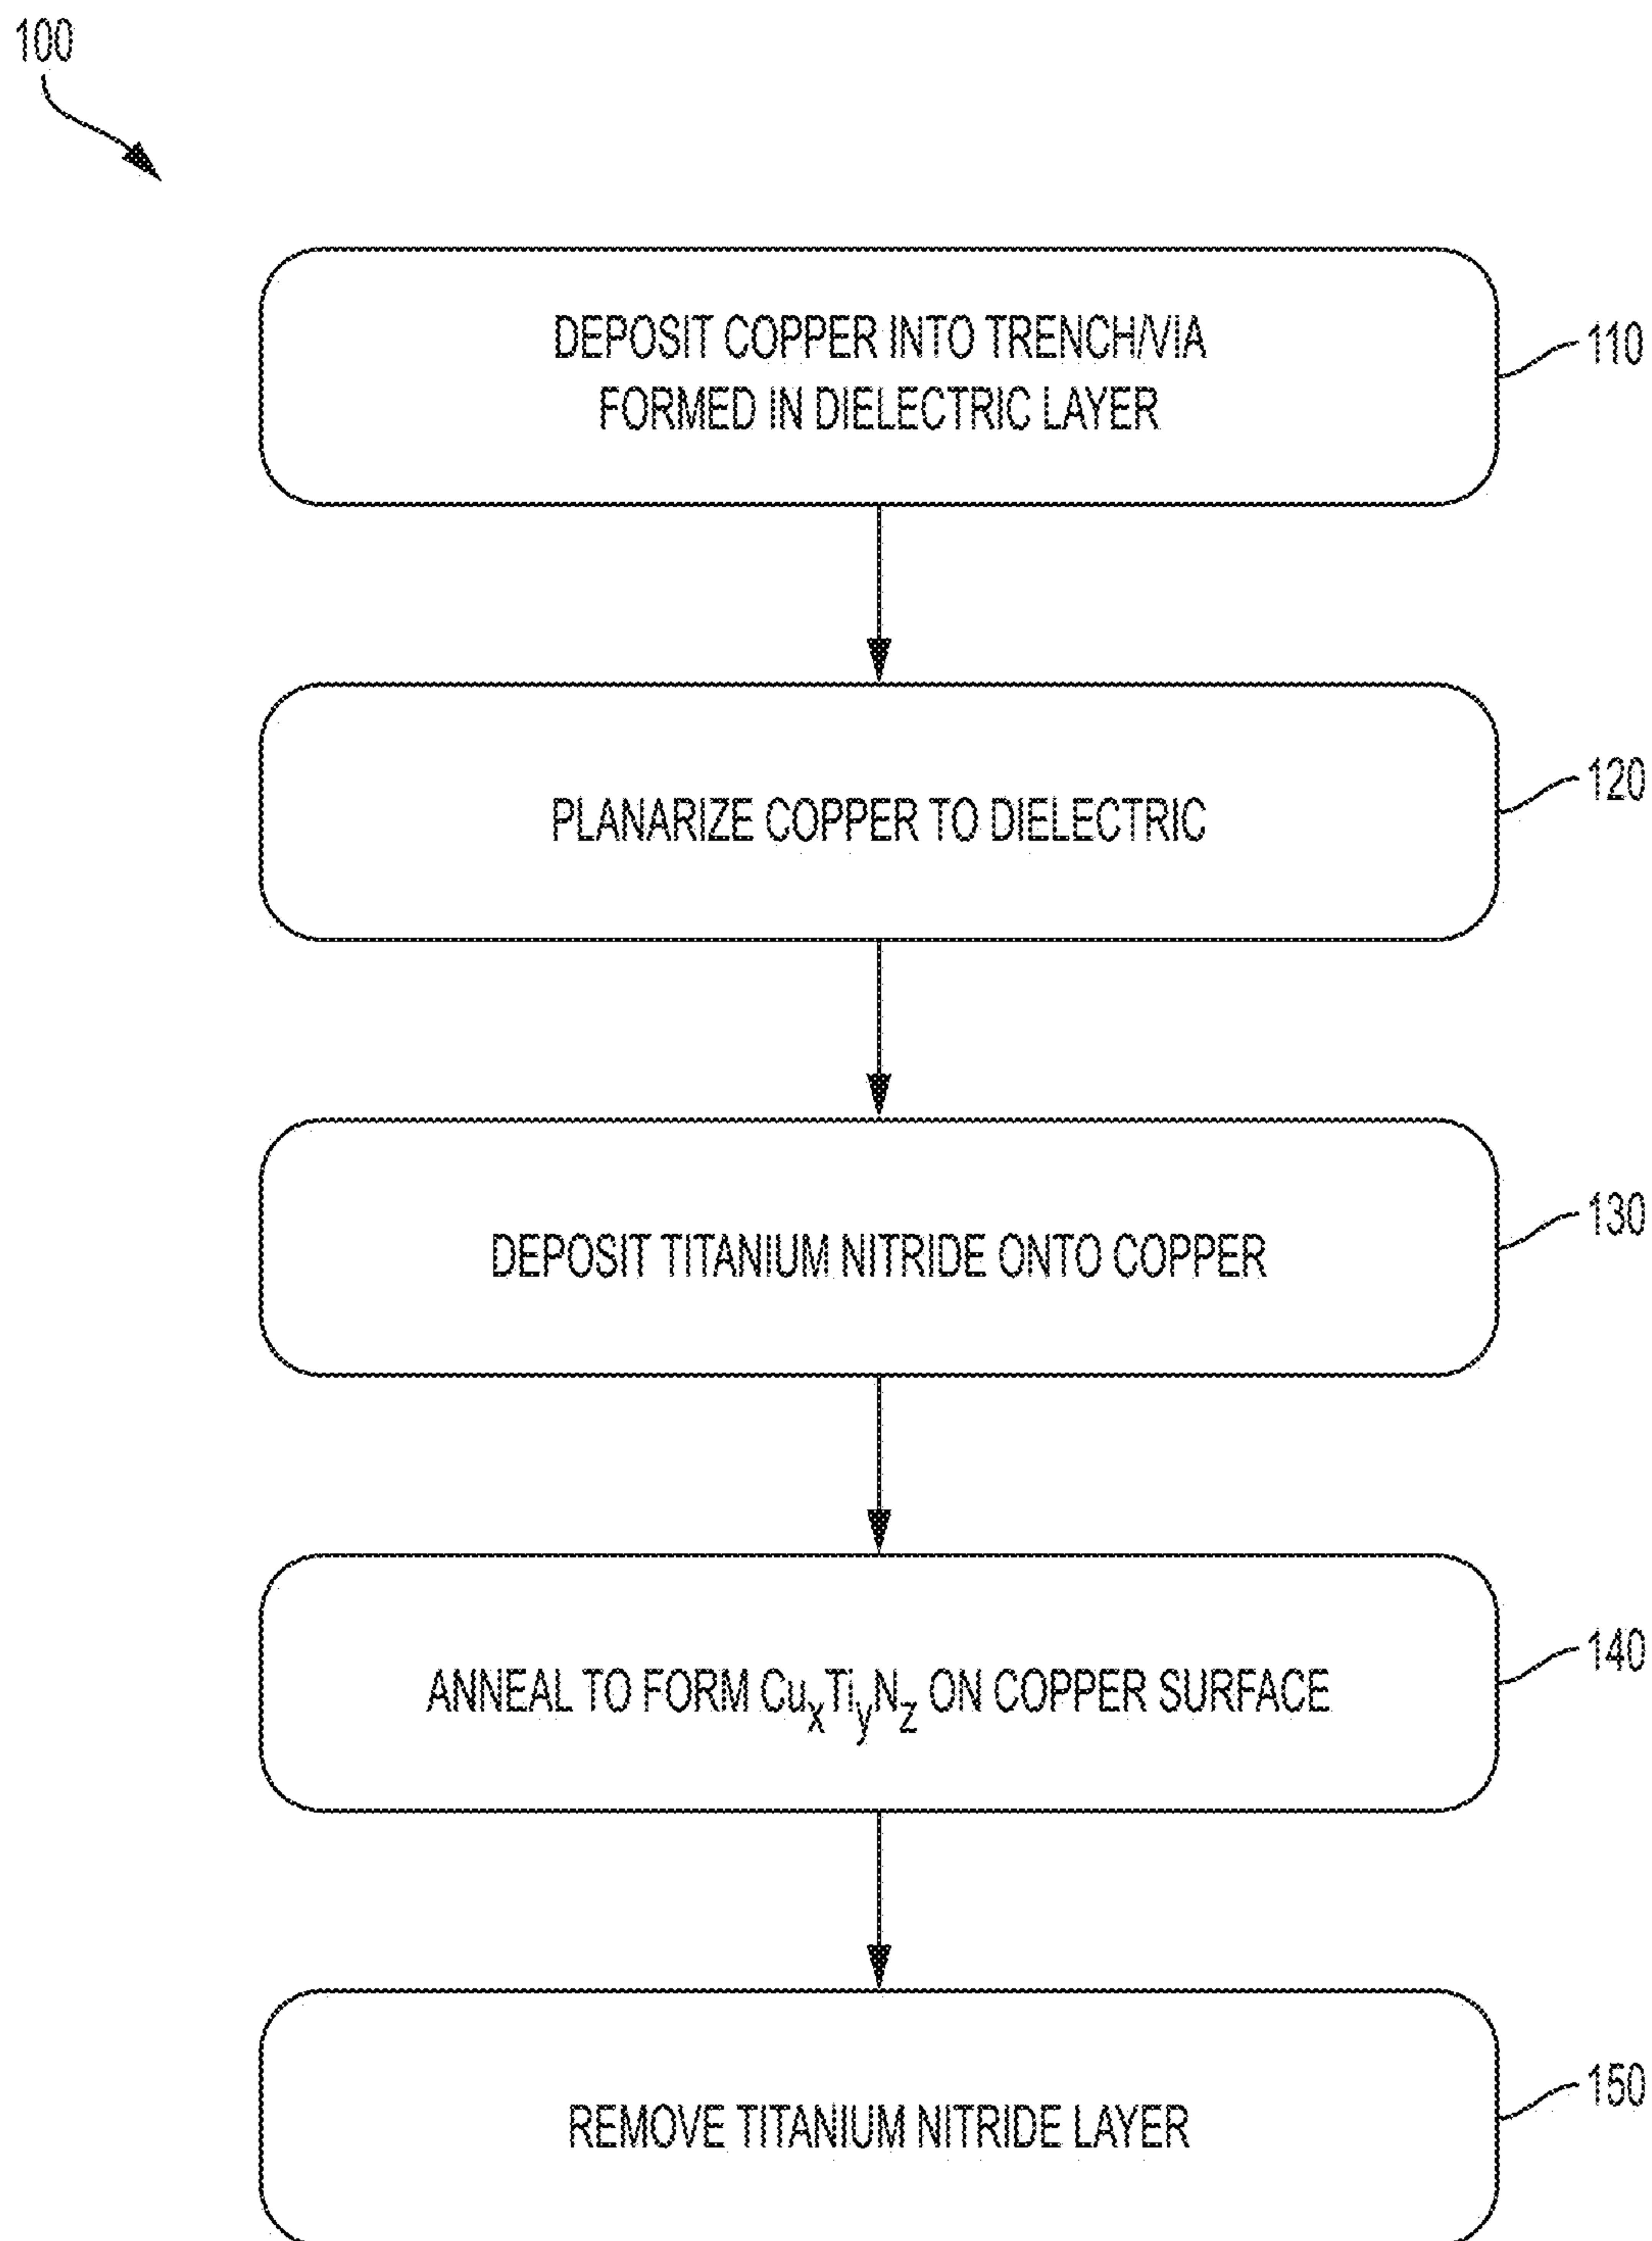 100
DEPOSIT COPPER INTO TRENCH/VIA
FORMED IN DIELECTRIC LAYER
110
PLANARIZE COPPER TO DIELECTRIC
120
DEPOSIT TITANIUM NITRIDE ONTO COPPER
130
ANNEAL TO FORM CuxTiyNz ON COPPER SURFACE
140
REMOVE TITANIUM NITRIDE LAYER
150